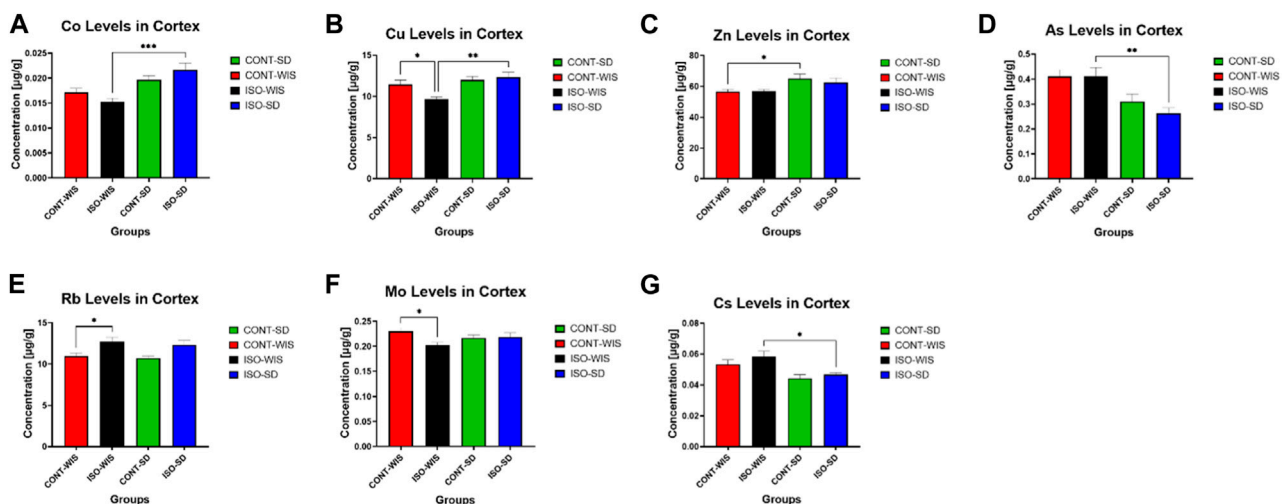 A
Co Levels in Cortex
Concentration [µg/g]
0.025
0.020
0.015
0.010
0.005
0.000
***
CONT-WIS
ISO-WIS
CONT-SD
ISO-SD
Groups
CONT-SD
CONT-WIS
ISO-WIS
ISO-SD
B
Cu Levels in Cortex
Concentration [µg/g]
15
10
5
0
*
**
CONT-WIS
ISO-WIS
CONT-SD
ISO-SD
Groups
CONT-SD
CONT-WIS
ISO-WIS
ISO-SD
C
Zn Levels in Cortex
Concentration [µg/g]
80
60
40
20
0
*
CONT-WIS
ISO-WIS
CONT-SD
ISO-SD
Groups
CONT-SD
CONT-WIS
ISO-WIS
ISO-SD
D
As Levels in Cortex
Concentration [µg/g]
0.5
0.4
0.3
0.2
0.1
0.0
**
CONT-WIS
ISO-WIS
CONT-SD
ISO-SD
Groups
CONT-SD
CONT-WIS
ISO-WIS
ISO-SD
E
Rb Levels in Cortex
Concentration [µg/g]
15
10
5
0
*
CONT-WIS
ISO-WIS
CONT-SD
ISO-SD
Groups
CONT-SD
CONT-WIS
ISO-WIS
ISO-SD
F
Mo Levels in Cortex
Concentration [µg/g]
0.25
0.20
0.15
0.10
0.05
0.00
*
CONT-WIS
ISO-WIS
CONT-SD
ISO-SD
Groups
CONT-SD
CONT-WIS
ISO-WIS
ISO-SD
G
Cs Levels in Cortex
Concentration [µg/g]
0.08
0.06
0.04
0.02
0.00
*
CONT-WIS
ISO-WIS
CONT-SD
ISO-SD
Groups
CONT-SD
CONT-WIS
ISO-WIS
ISO-SD